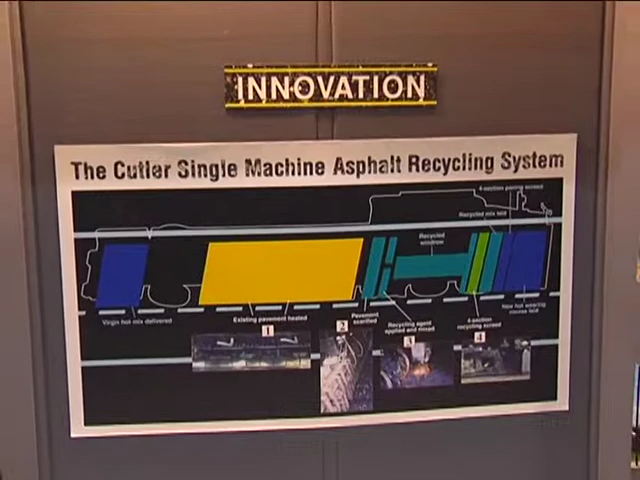 INNOVATION
The Cutler Single Machine Asphalt Recycling System
4-section paving screed
Recycled mix laid
Recycled
windrow
Virgin hot mix delivered
Existing pavement heated
Pavement
scarified
Recycling agent
applied and mixed
4-section
recycling screed
New hot wearing
course laid
1
2
3
4